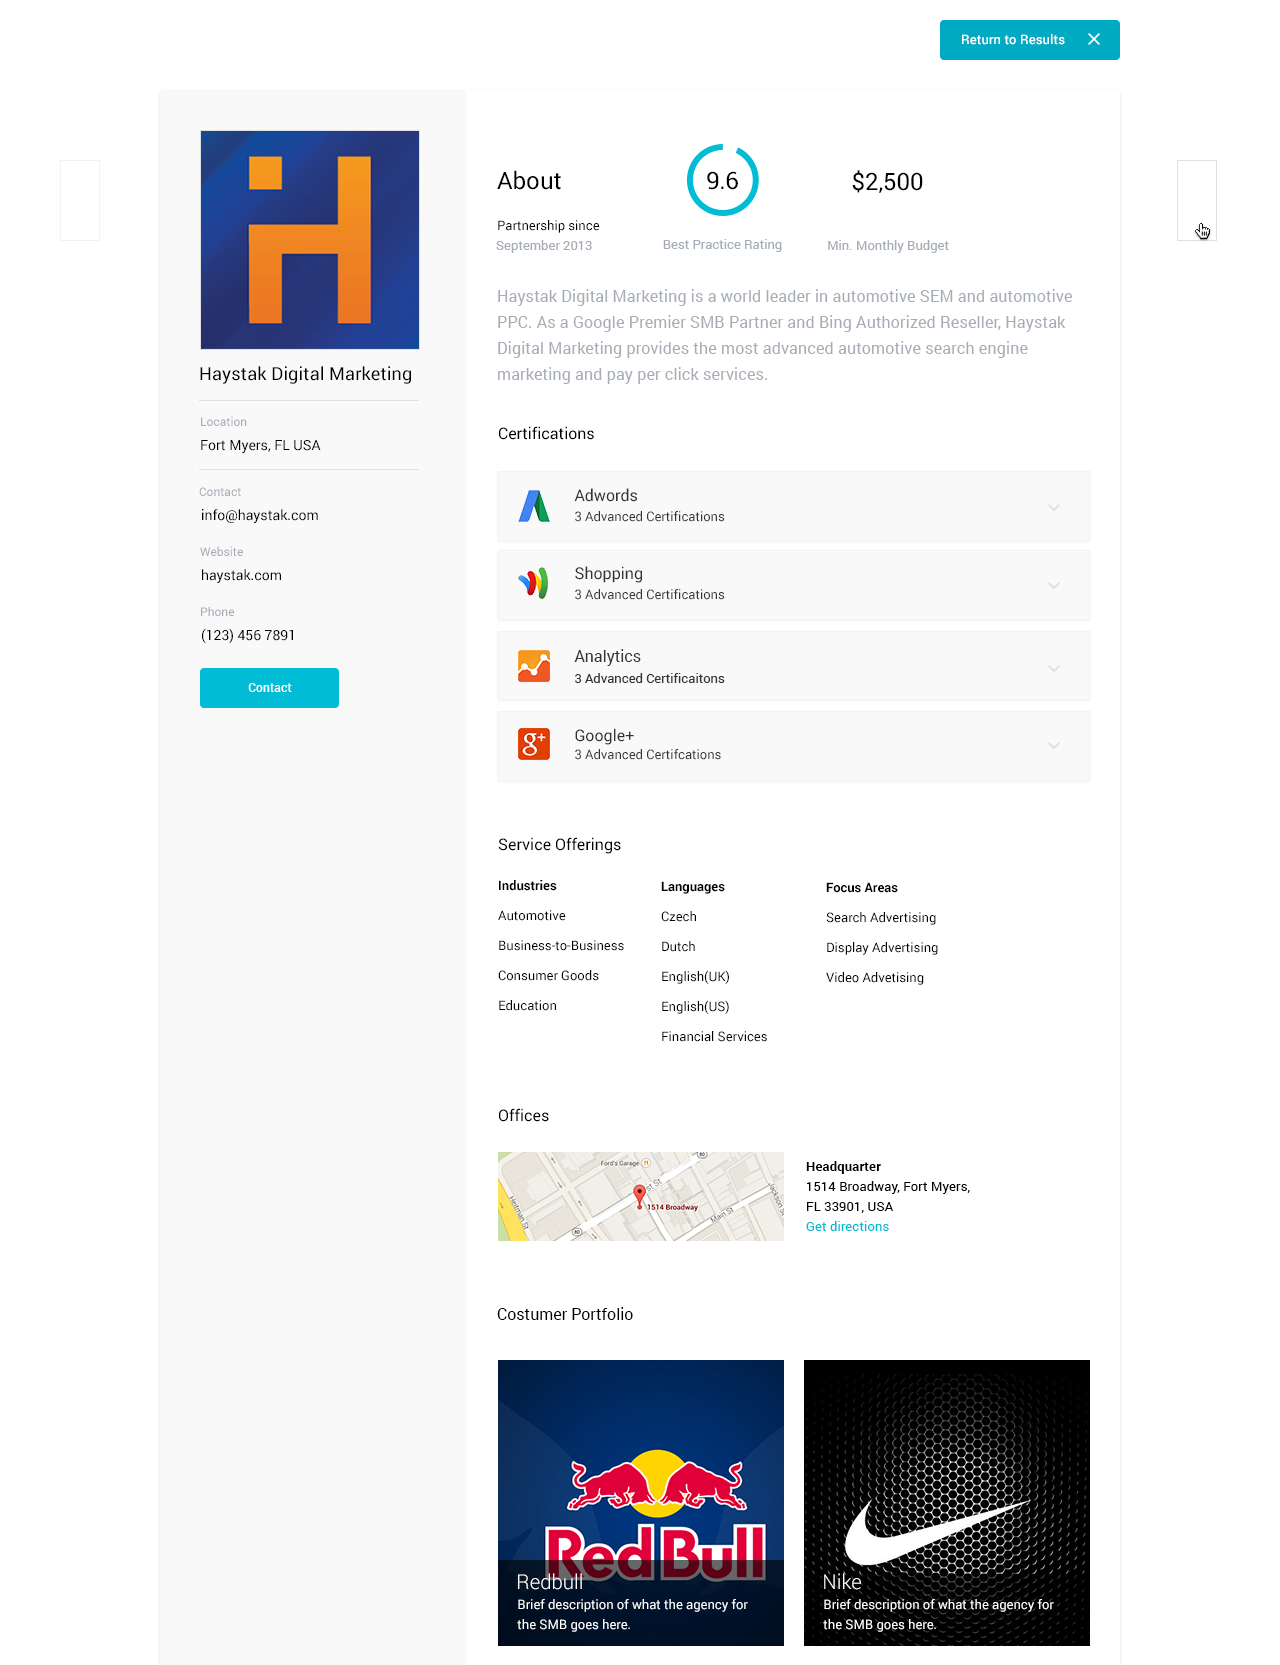 Return to Results
Haystak Digital Marketing
Location
Fort Myers, FL USA
Contact
info@haystak.com
Website
haystak.com
Phone
(123) 456 7891
Contact
About
Partnership since
September 2013
9.6
Best Practice Rating
$2,500
Min. Monthly Budget
Haystak Digital Marketing is a world leader in automotive SEM and automotive
PPC. As a Google Premier SMB Partner and Bing Authorized Reseller, Haystak
Digital Marketing provides the most advanced automotive search engine
marketing and pay per click services.
Certifications
Adwords
3 Advanced Certifications
Shopping
3 Advanced Certifications
Analytics
3 Advanced Certificaitons
g+
Google+
3 Advanced Certifcations
Service Offerings
Industries
Automotive
Business-to-Business
Consumer Goods
Education
Languages
Czech
Dutch
English(UK)
English(US)
Financial Services
Focus Areas
Search Advertising
Display Advertising
Video Advetising
Offices
Ford's Garage
80
1st St
1514 Broadway
Main St
Heitman St
Jackson St
80
Headquarter
1514 Broadway, Fort Myers,
FL 33901, USA
Get directions
Costumer Portfolio
Red Bull
Redbull
Brief description of what the agency for
the SMB goes here.
Nike
Brief description of what the agency for
the SMB goes here.